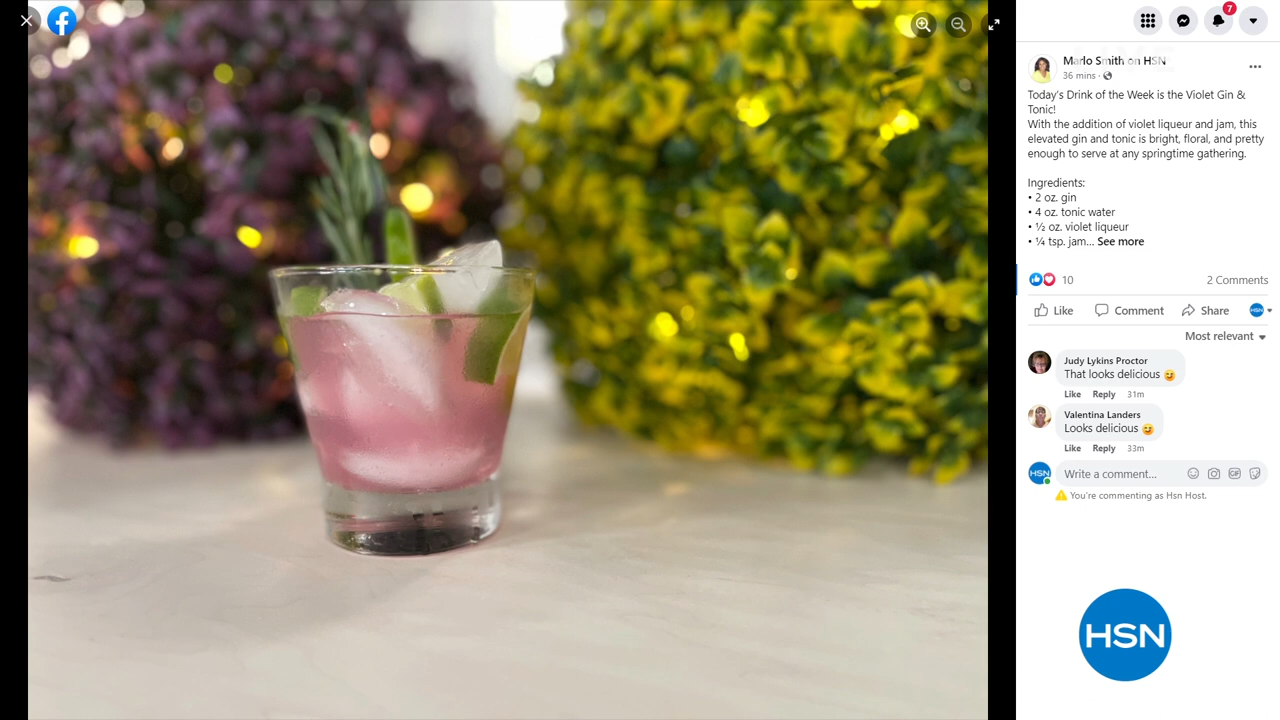 7
Marlo Smith on HSN
36 mins ·
Today's Drink of the Week is the Violet Gin &
Tonic!
With the addition of violet liqueur and jam, this
elevated gin and tonic is bright, floral, and pretty
enough to serve at any springtime gathering.
Ingredients:
• 2 oz. gin
• 4 oz. tonic water
• ½ oz. violet liqueur
• ¼ tsp. jam... See more
10
2 Comments
Like Comment Share HSN
Most relevant
Judy Lykins Proctor
That looks delicious 😋
Like Reply 31m
Valentina Landers
Looks delicious 😋
Like Reply 33m
HSN Write a comment... GIF
You're commenting as Hsn Host.
HSN